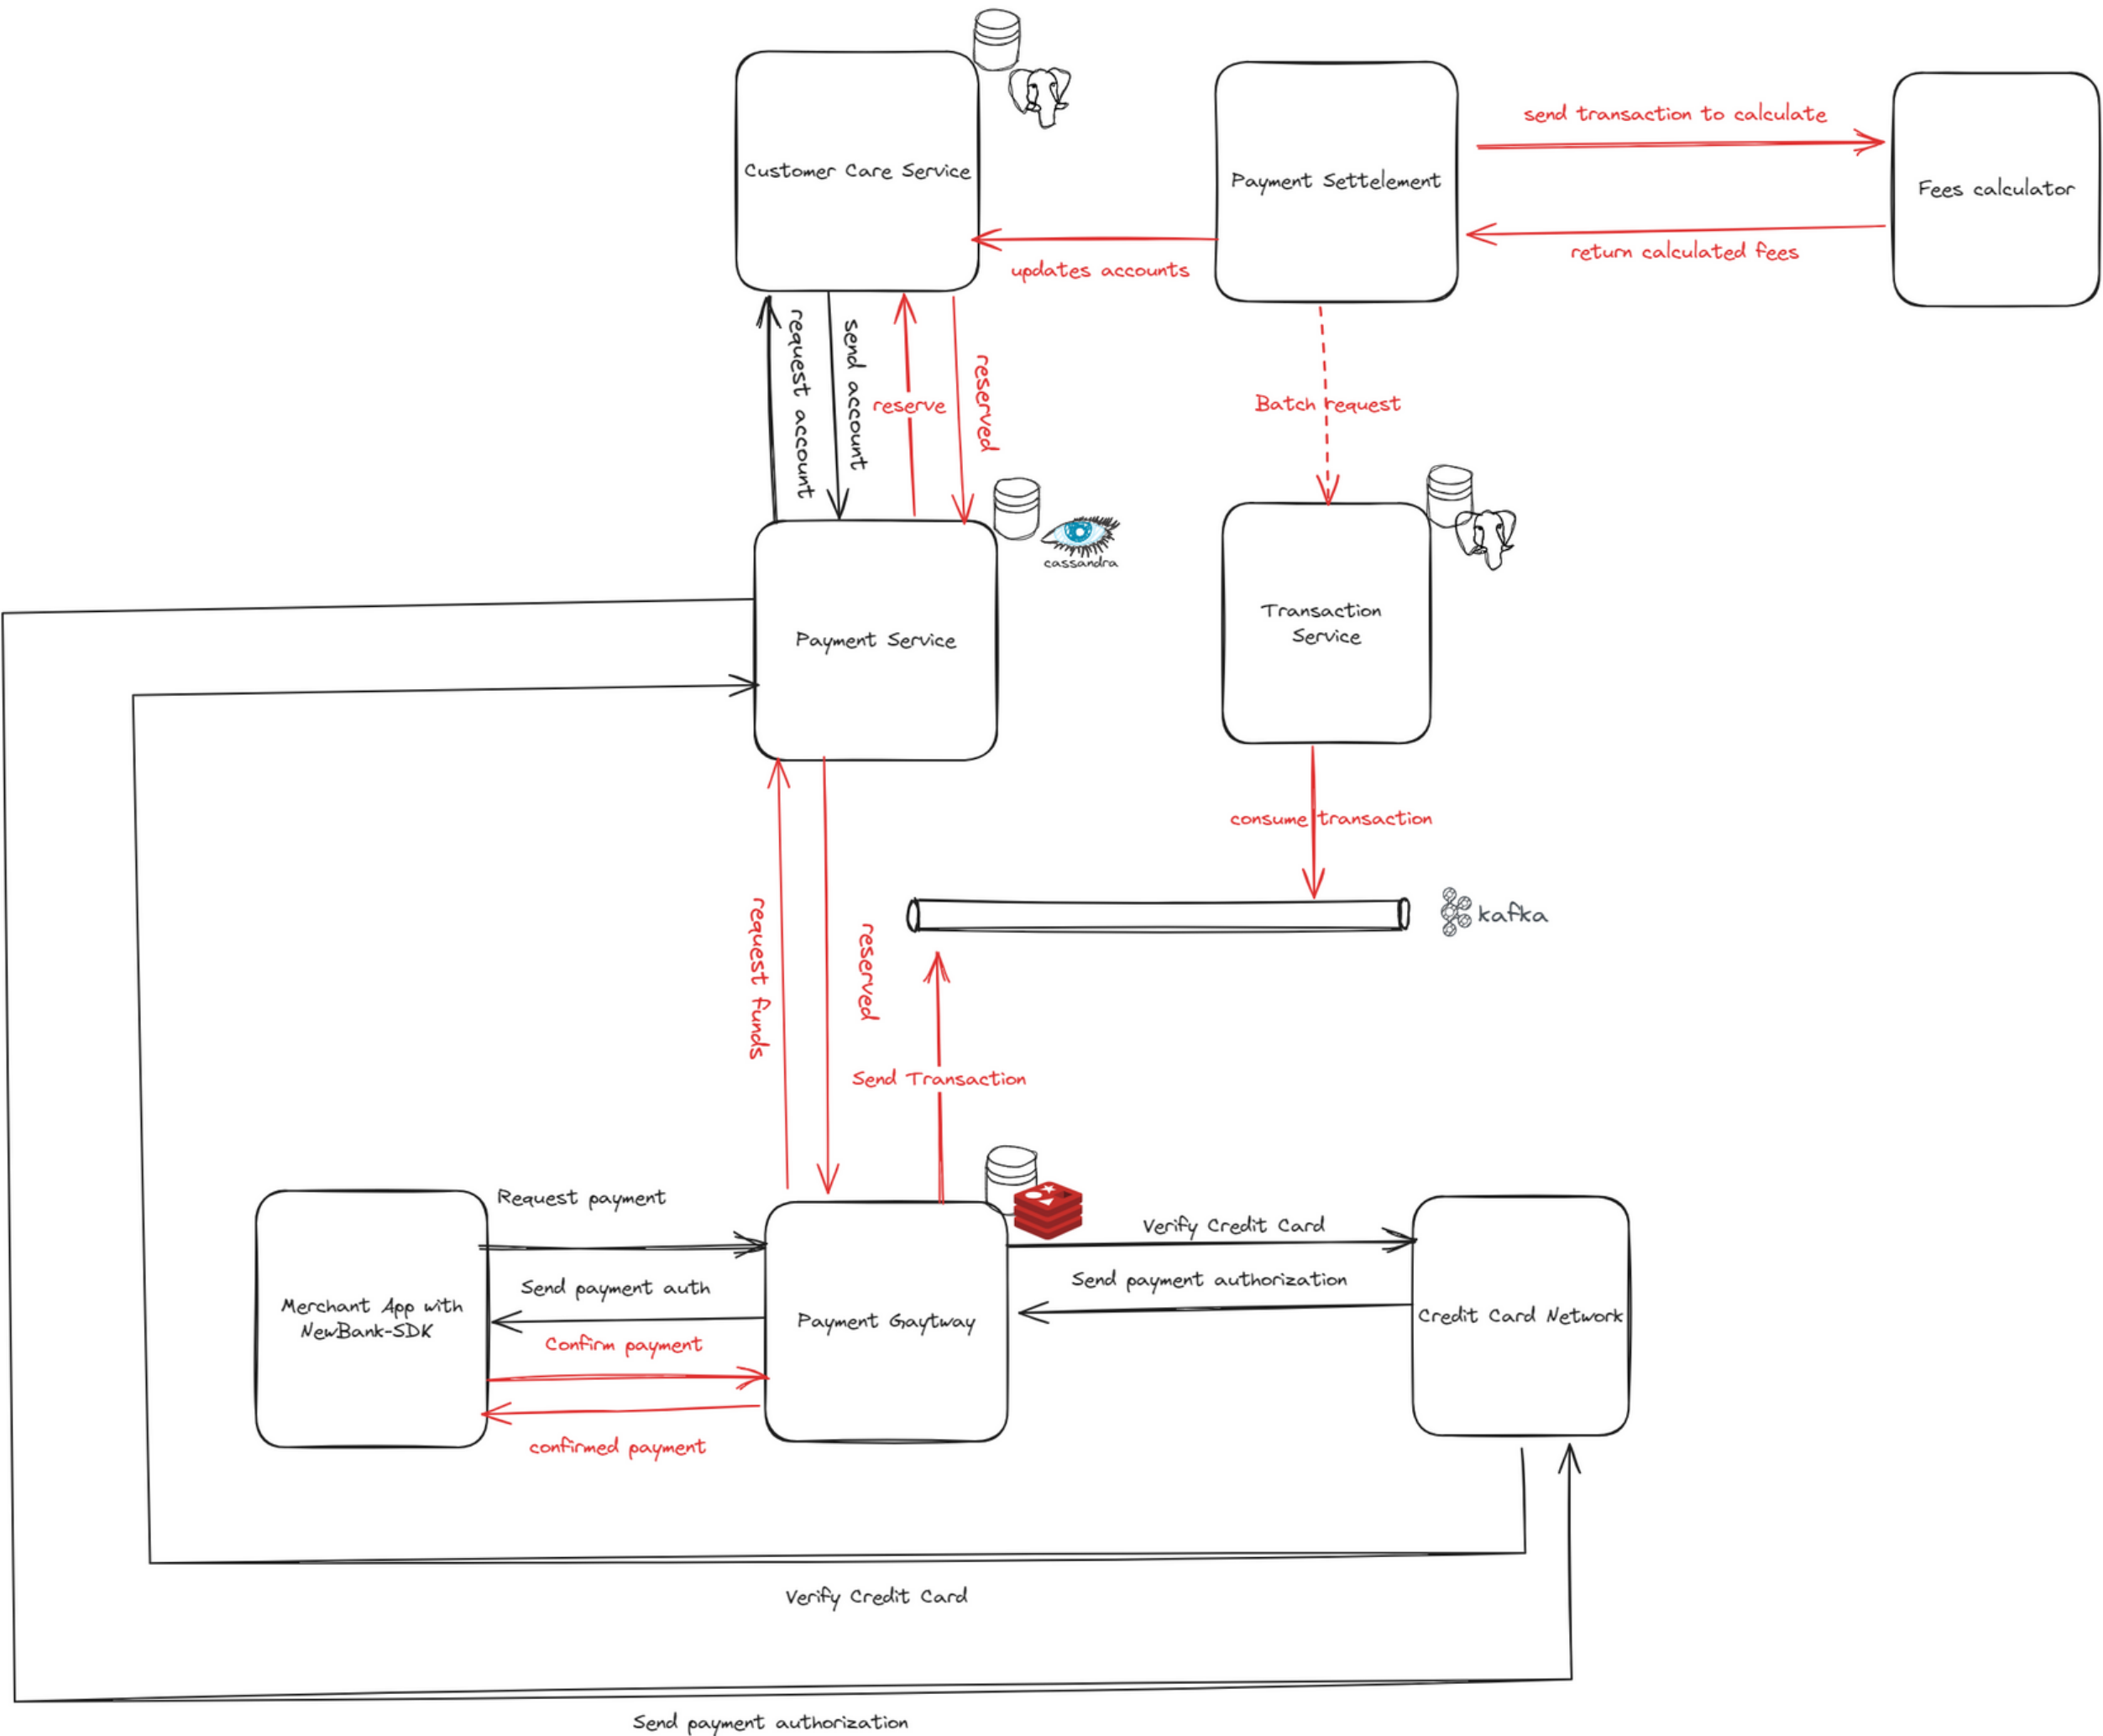 Customer Care Service
Payment Settelement
send transaction to calculate
Fees calculator
return calculated fees
updates accounts
request account
send account
reserve
reserved
Batch request
cassandra
Payment Service
Transaction
Service
consume transaction
kafka
request funds
reserved
Send Transaction
Request payment
Verify Credit Card
Send payment auth
Send payment authorization
Merchant App with
NewBank-SDK
Payment Gaytway
Credit Card Network
Confirm payment
confirmed payment
Verify Credit Card
Send payment authorization